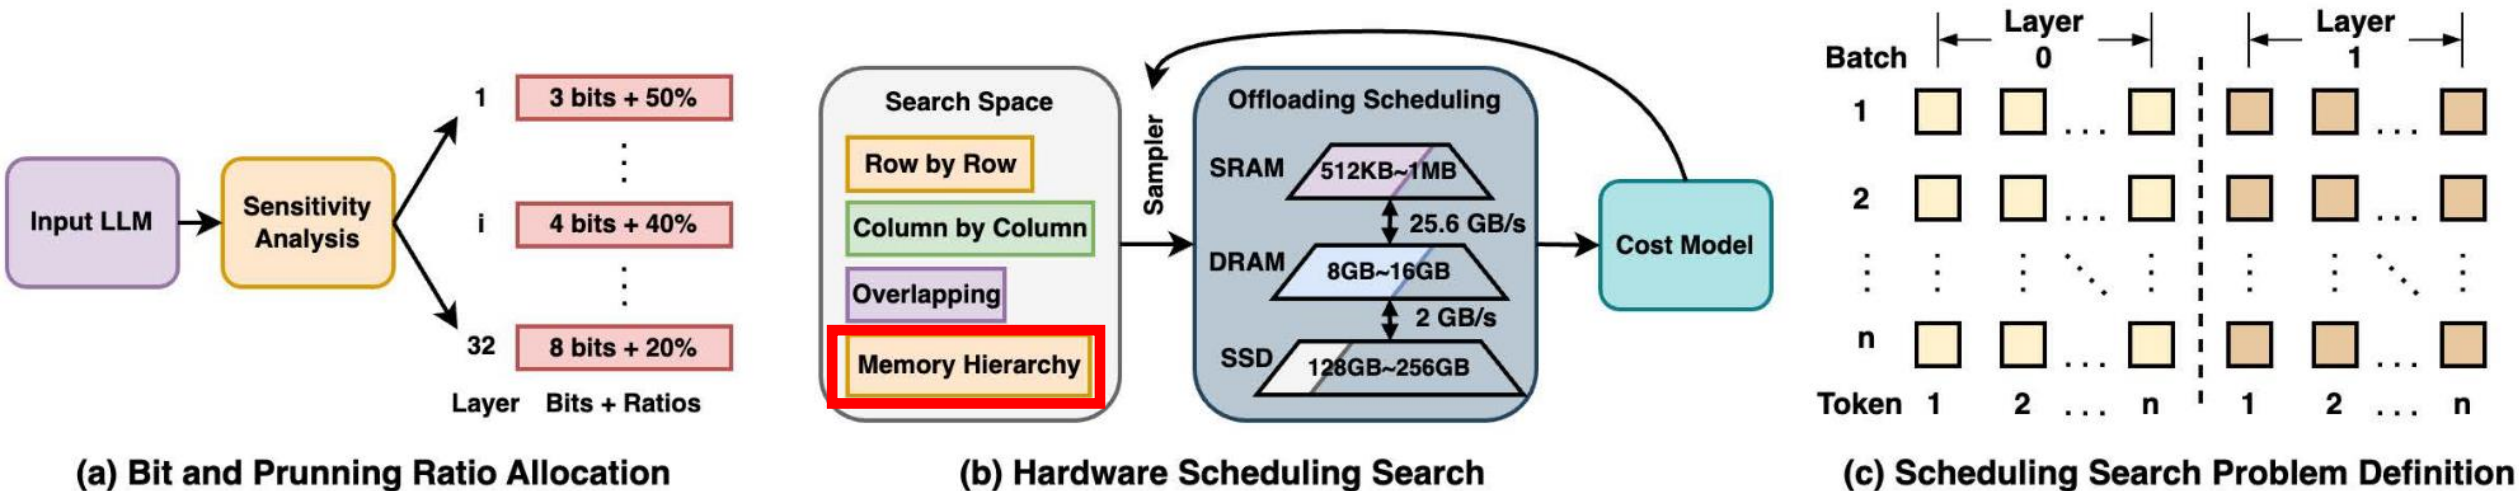 Input LLM
Sensitivity
Analysis
1
3 bits + 50%
i
4 bits + 40%
32
8 bits + 20%
Layer
Bits + Ratios
(a) Bit and Prunning Ratio Allocation
Search Space
Row by Row
Column by Column
Overlapping
Memory Hierarchy
Sampler
Offloading Scheduling
SRAM
512KB~1MB
25.6 GB/s
DRAM
8GB~16GB
2 GB/s
SSD
128GB~256GB
Cost Model
(b) Hardware Scheduling Search
Layer
0
Layer
1
Batch
1
...
...
2
...
...
n
...
...
Token 1 2 ... n 1 2 ... n
(c) Scheduling Search Problem Definition